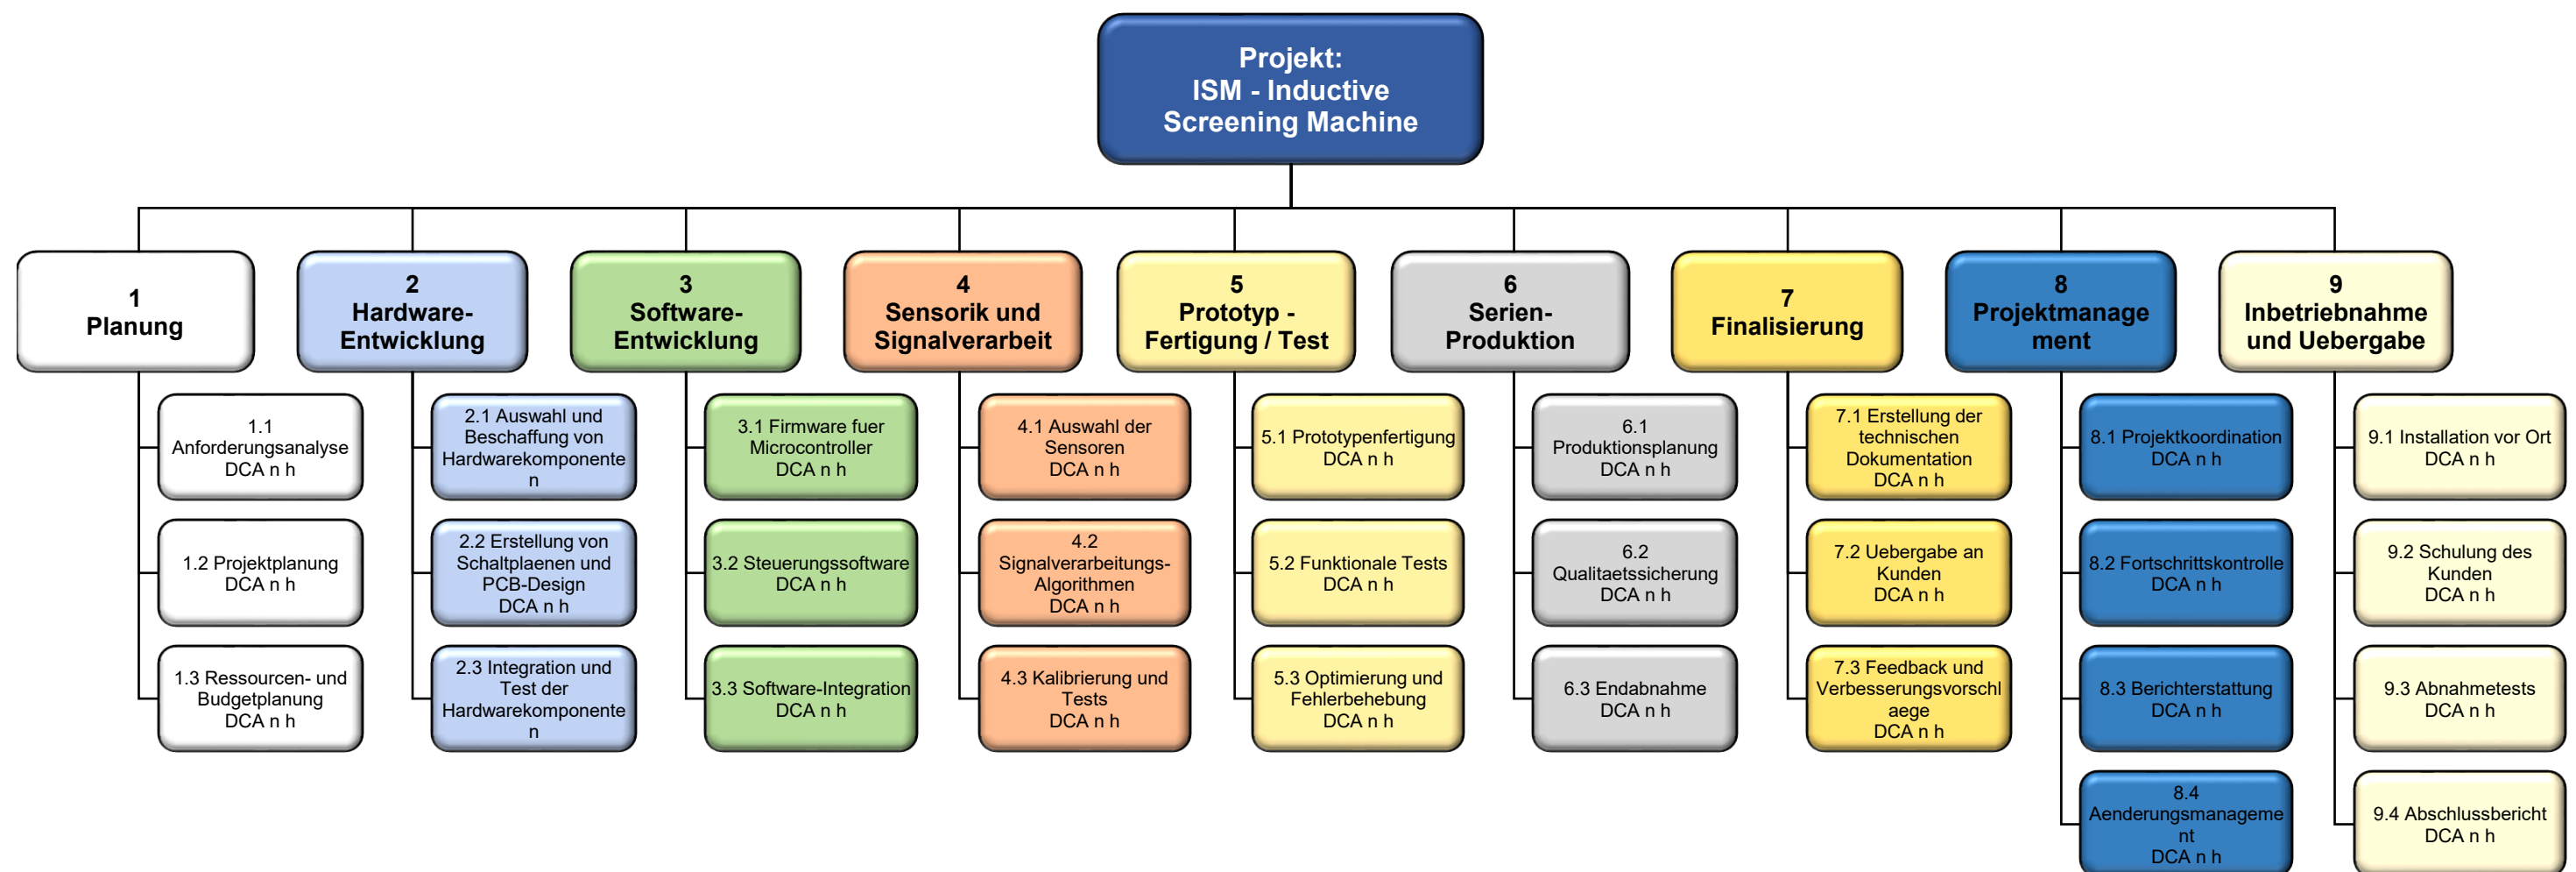 Projekt:
ISM - Inductive
Screening Machine
1
Planung
2
Hardware-
Entwicklung
3
Software-
Entwicklung
4
Sensorik und
Signalverarbeit
5
Prototyp -
Fertigung / Test
6
Serien-
Produktion
7
Finalisierung
8
Projektmanage
ment
9
Inbetriebnahme
und Uebergabe
1.1
Anforderungsanalyse
DCA n h
1.2 Projektplanung
DCA n h
1.3 Ressourcen- und
Budgetplanung
DCA n h
2.1 Auswahl und
Beschaffung von
Hardwarekomponente
n
2.2 Erstellung von
Schaltplaenen und
PCB-Design
DCA n h
2.3 Integration und
Test der
Hardwarekomponente
n
3.1 Firmware fuer
Microcontroller
DCA n h
3.2 Steuerungssoftware
DCA n h
3.3 Software-Integration
DCA n h
4.1 Auswahl der
Sensoren
DCA n h
4.2
Signalverarbeitungs-
Algorithmen
DCA n h
4.3 Kalibrierung und
Tests
DCA n h
5.1 Prototypenfertigung
DCA n h
5.2 Funktionale Tests
DCA n h
5.3 Optimierung und
Fehlerbehebung
DCA n h
6.1
Produktionsplanung
DCA n h
6.2
Qualitaetssicherung
DCA n h
6.3 Endabnahme
DCA n h
7.1 Erstellung der
technischen
Dokumentation
DCA n h
7.2 Uebergabe an
Kunden
DCA n h
7.3 Feedback und
Verbesserungsvorschl
aege
DCA n h
8.1 Projektkoordination
DCA n h
8.2 Fortschrittskontrolle
DCA n h
8.3 Berichterstattung
DCA n h
8.4
Aenderungsmanageme
nt
DCA n h
9.1 Installation vor Ort
DCA n h
9.2 Schulung des
Kunden
DCA n h
9.3 Abnahmetests
DCA n h
9.4 Abschlussbericht
DCA n h